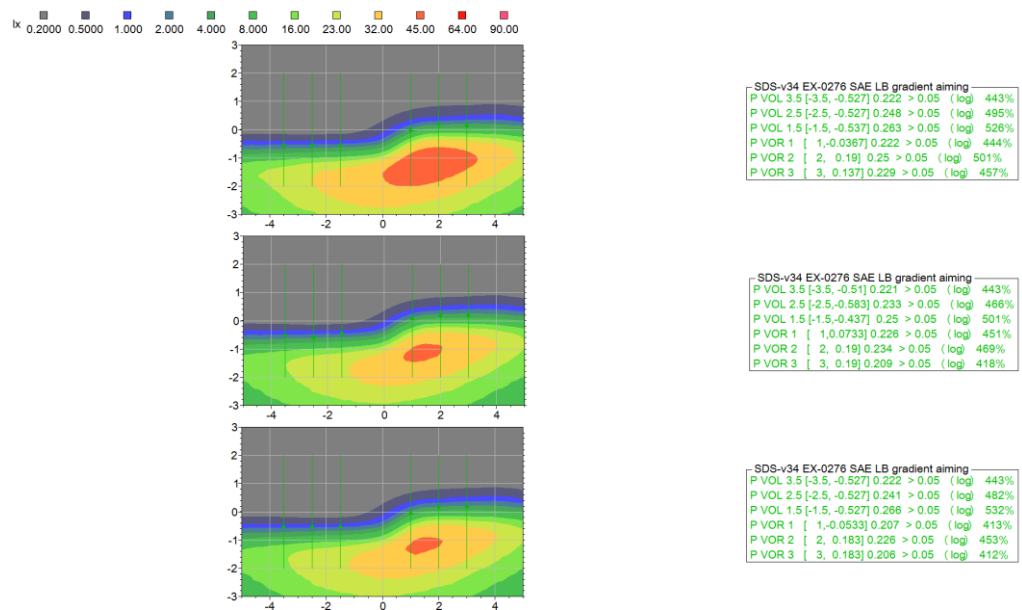 lx 0.2000 0.5000 1.000 2.000 4.000 8.000 16.00 23.00 32.00 45.00 64.00 90.00
3
2
1
0
-1
-2
-3
-4 -2 0 2 4
SDS-v34 EX-0276 SAE LB gradient aiming
P VOL 3.5 [-3.5, -0.527] 0.222 > 0.05 (log) 443%
P VOL 2.5 [-2.5, -0.527] 0.248 > 0.05 (log) 495%
P VOL 1.5 [-1.5, -0.537] 0.263 > 0.05 (log) 526%
P VOR 1 [ 1,-0.0367] 0.222 > 0.05 (log) 444%
P VOR 2 [ 2, 0.19] 0.25 > 0.05 (log) 501%
P VOR 3 [ 3, 0.137] 0.229 > 0.05 (log) 457%
3
2
1
0
-1
-2
-3
-4 -2 0 2 4
SDS-v34 EX-0276 SAE LB gradient aiming
P VOL 3.5 [-3.5, -0.51] 0.221 > 0.05 (log) 443%
P VOL 2.5 [-2.5, -0.583] 0.233 > 0.05 (log) 466%
P VOL 1.5 [-1.5,-0.437] 0.25 > 0.05 (log) 501%
P VOR 1 [ 1,0.0733] 0.226 > 0.05 (log) 451%
P VOR 2 [ 2, 0.19] 0.234 > 0.05 (log) 469%
P VOR 3 [ 3, 0.19] 0.209 > 0.05 (log) 418%
3
2
1
0
-1
-2
-3
-4 -2 0 2 4
SDS-v34 EX-0276 SAE LB gradient aiming
P VOL 3.5 [-3.5, -0.527] 0.222 > 0.05 (log) 443%
P VOL 2.5 [-2.5, -0.527] 0.241 > 0.05 (log) 482%
P VOL 1.5 [-1.5, -0.527] 0.266 > 0.05 (log) 532%
P VOR 1 [ 1,-0.0533] 0.207 > 0.05 (log) 413%
P VOR 2 [ 2, 0.183] 0.226 > 0.05 (log) 453%
P VOR 3 [ 3, 0.183] 0.206 > 0.05 (log) 412%